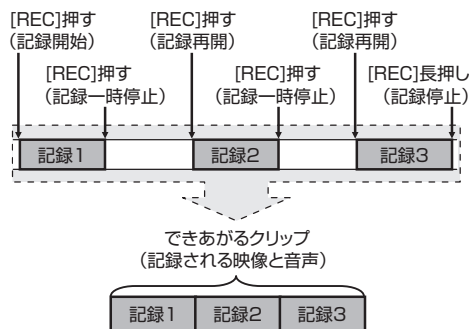 [REC]押す
（記録開始）
[REC]押す
（記録再開）
[REC]押す
（記録再開）
[REC]押す
（記録一時停止）
[REC]押す
（記録一時停止）
[REC]長押し
（記録停止）
記録1
記録2
記録3
できあがるクリップ
（記録される映像と音声）
記録1
記録2
記録3